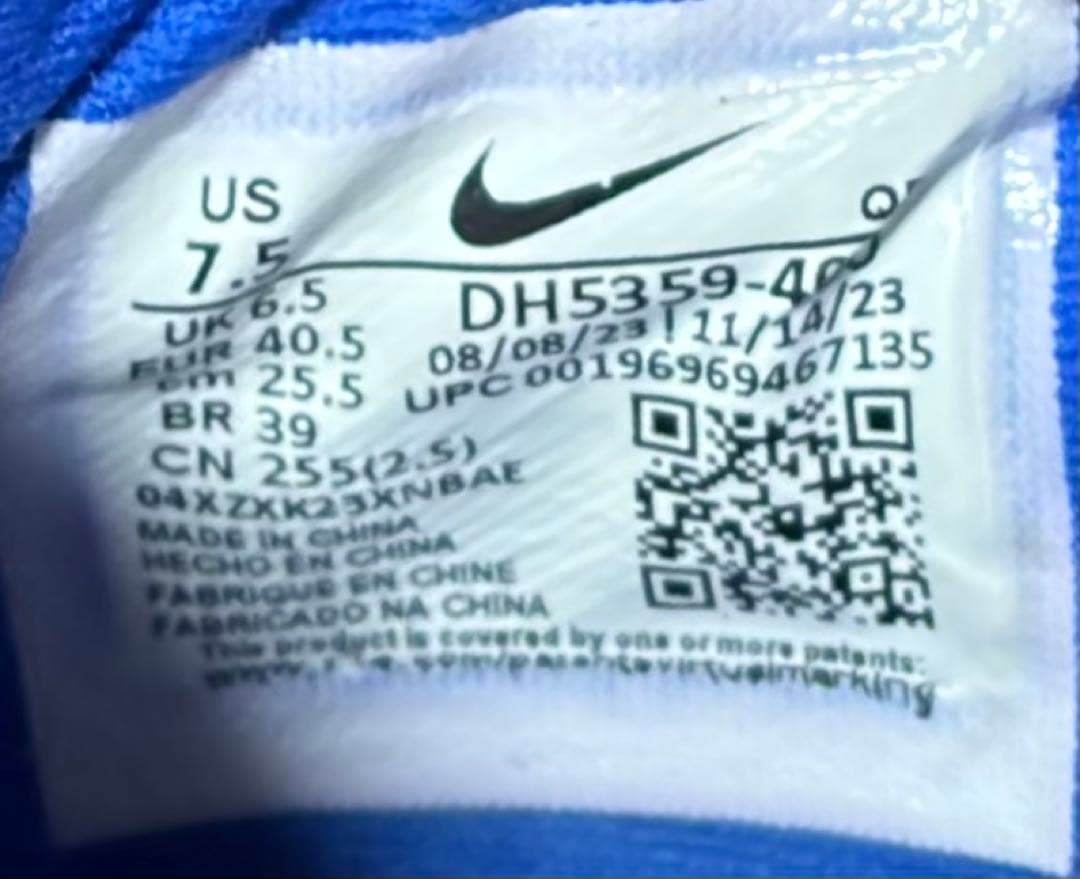 US
7.5
UK 6.5
EUR 40.5
cm 25.5
BR 39
CN 255(2.5)
04XZXK23XNBAE
MADE IN CHINA
HECHO EN CHINA
FABRIQUE EN CHINE
FABRICADO NA CHINA
DH5359-40
08/08/23 | 11/14/23
UPC 00196969467135
This product is covered by one or more patents: